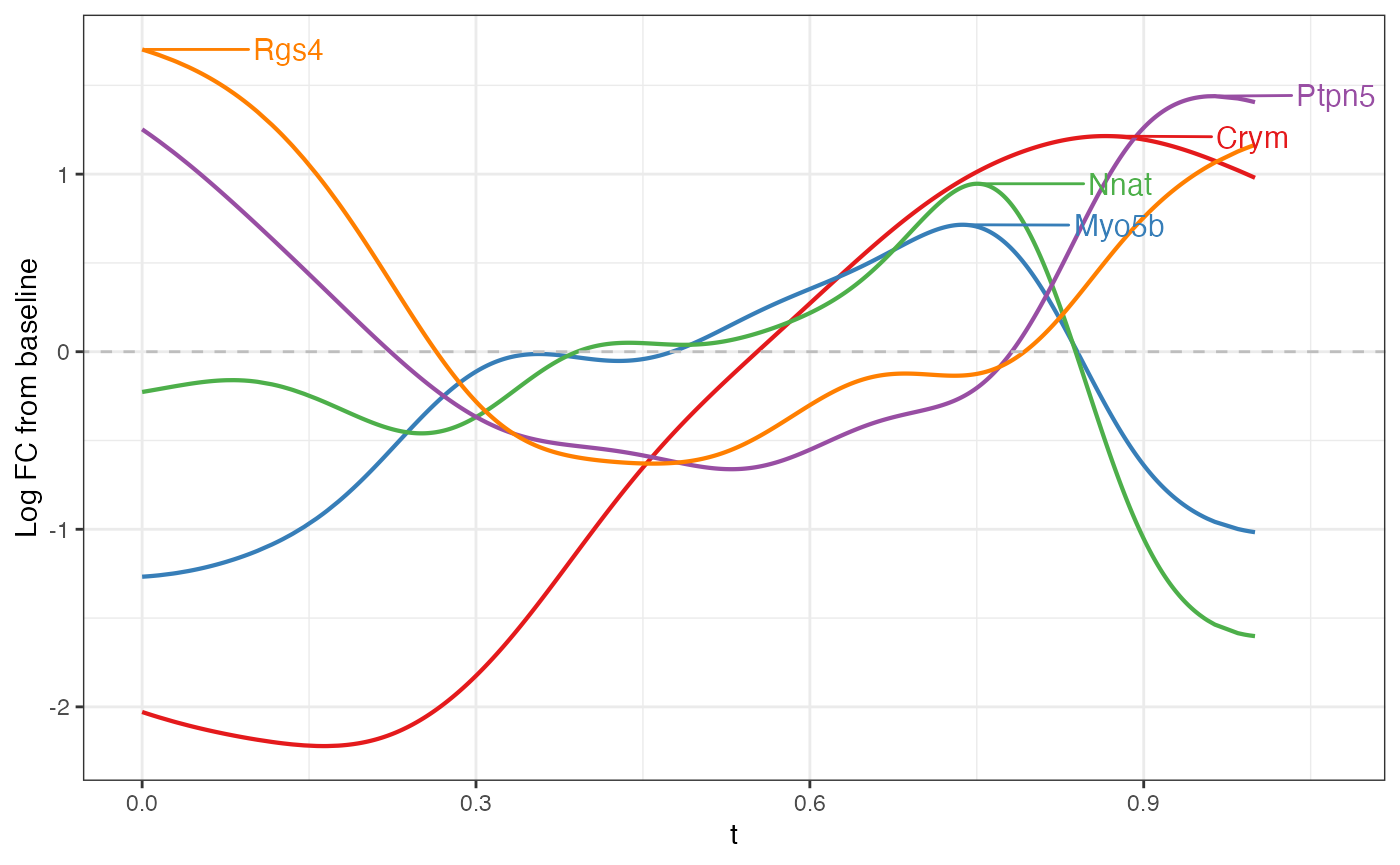 Rgs4
Ptpn5
Crym
Nnat
Myo5b
1
0
-1
-2
0.0
0.3
0.6
0.9
t
Log FC from baseline